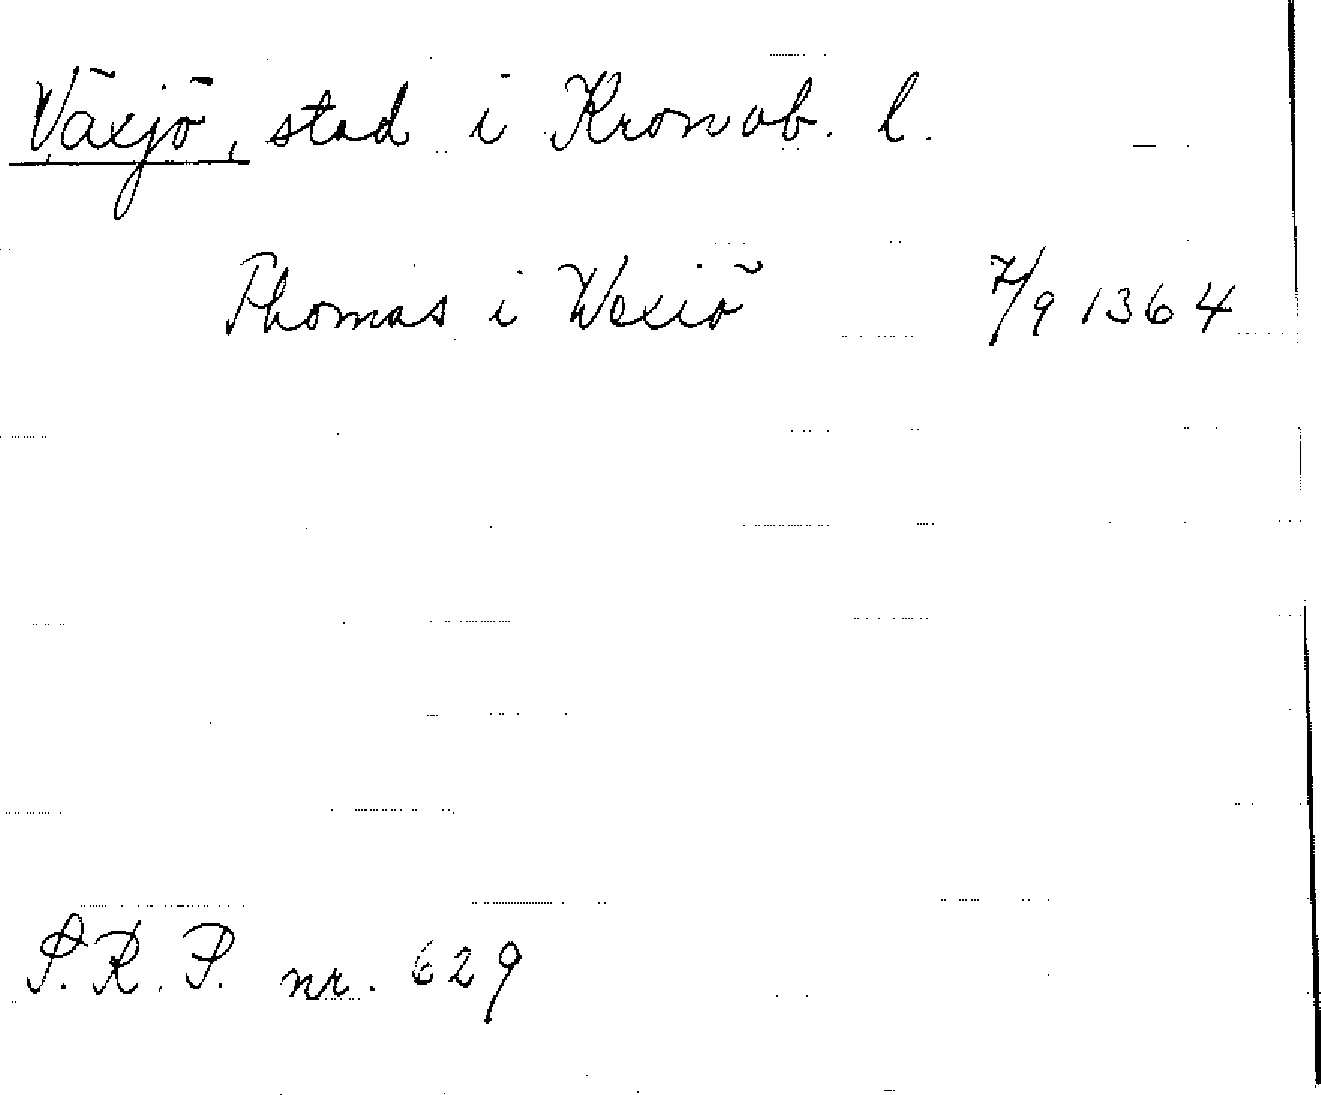 Växjö, stad i Kronob. l.
Thomas i Wexiö 7/9 1364
S.R.P. nr. 629